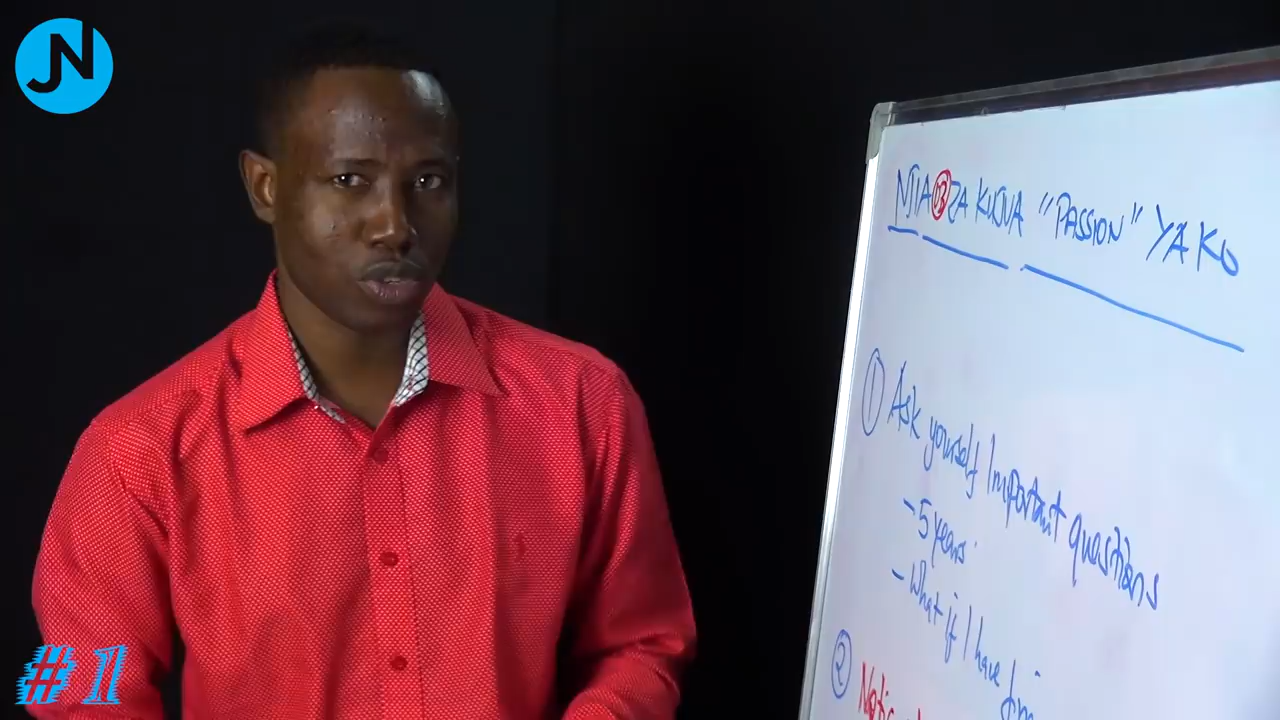 JN
NJIA 03 ZA KUJUA "PASSION" YAKO
1 Ask yourself Important questions
- 5 years
- What if I have
2
#1